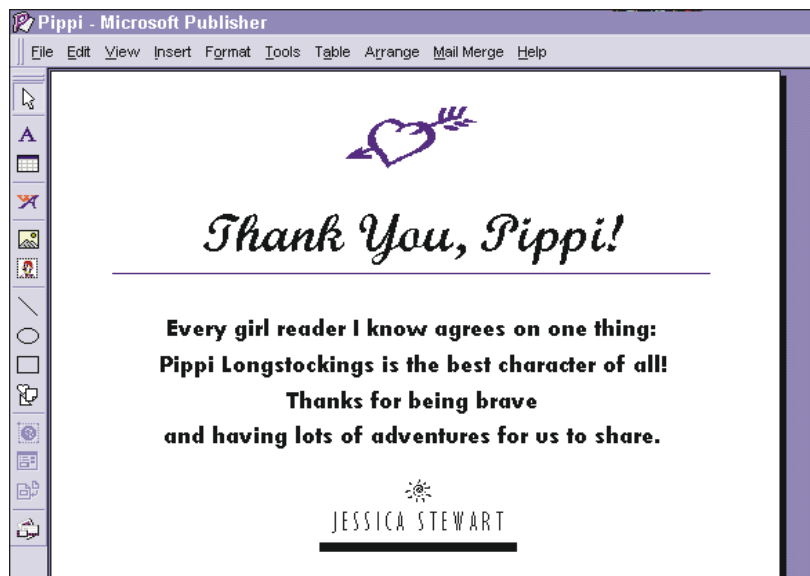 Pippi - Microsoft Publisher
File Edit View Insert Format Tools Table Arrange Mail Merge Help
Thank You, Pippi!
Every girl reader I know agrees on one thing:
Pippi Longstockings is the best character of all!
Thanks for being brave
and having lots of adventures for us to share.
JESSICA STEWART